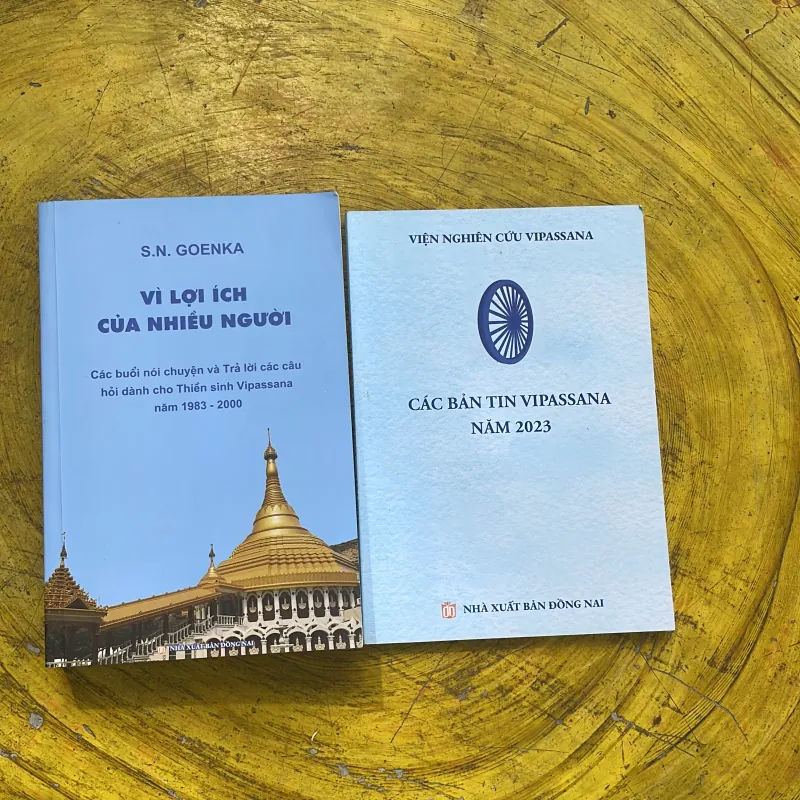 S.N. GOENKA
VÌ LỢI ÍCH
CỦA NHIỀU NGƯỜI
Các buổi nói chuyện và Trả lời các câu
hỏi dành cho Thiền sinh Vipassana
năm 1983 - 2000
NHÀ XUẤT BẢN ĐỒNG NAI
VIỆN NGHIÊN CỨU VIPASSANA
CÁC BẢN TIN VIPASSANA
NĂM 2023
NHÀ XUẤT BẢN ĐỒNG NAI